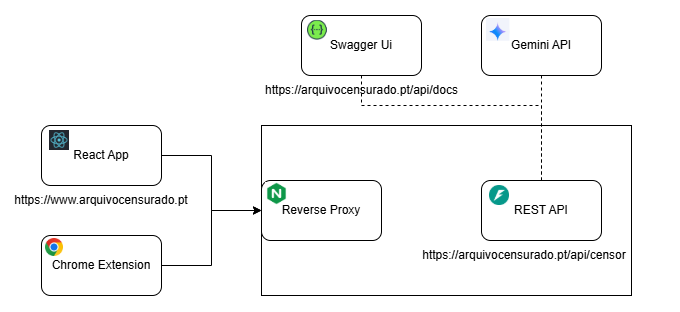 Swagger Ui
Gemini API
https://arquivocensurado.pt/api/docs
React App
https://www.arquivocensurado.pt
Reverse Proxy
REST API
https://arquivocensurado.pt/api/censor
Chrome Extension